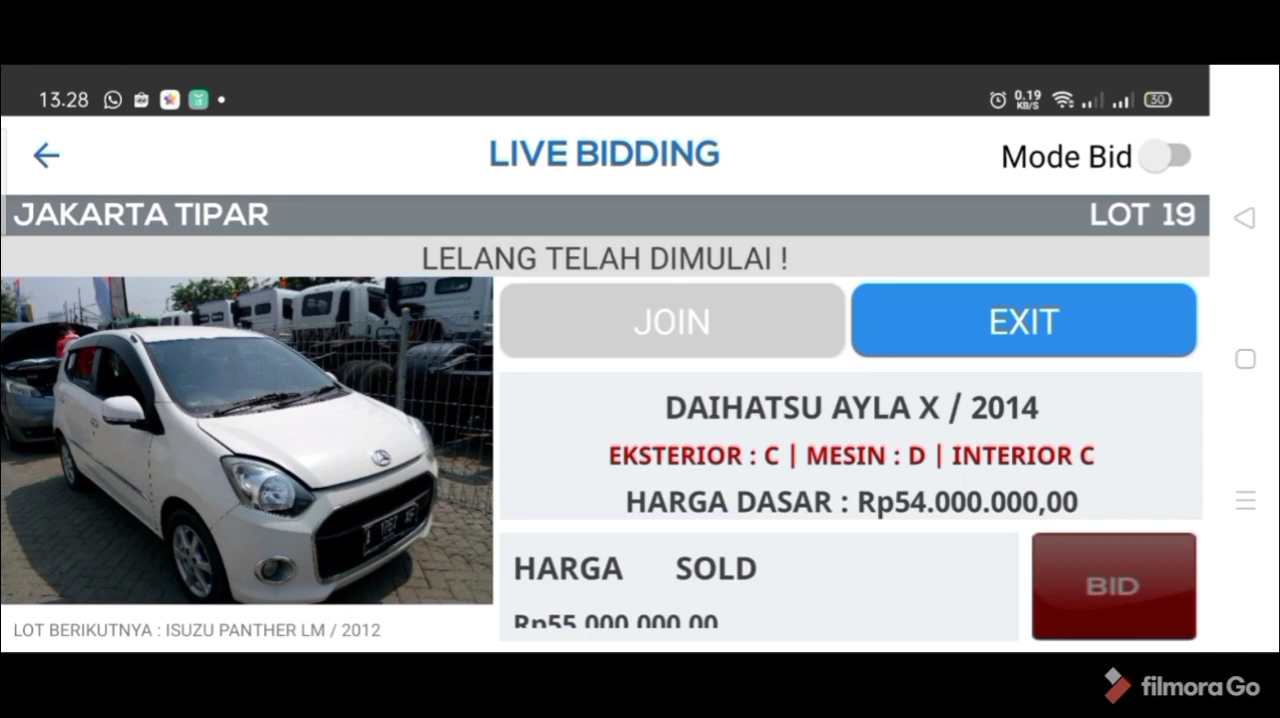 13.28
0.19
KB/S
30
LIVE BIDDING
Mode Bid
JAKARTA TIPAR
LOT 19
LELANG TELAH DIMULAI !
JOIN
EXIT
DAIHATSU AYLA X / 2014
EKSTERIOR : C | MESIN : D | INTERIOR C
HARGA DASAR : Rp54.000.000,00
HARGA SOLD
Rp55.000.000,00
BID
LOT BERIKUTNYA : ISUZU PANTHER LM / 2012
filmoraGo